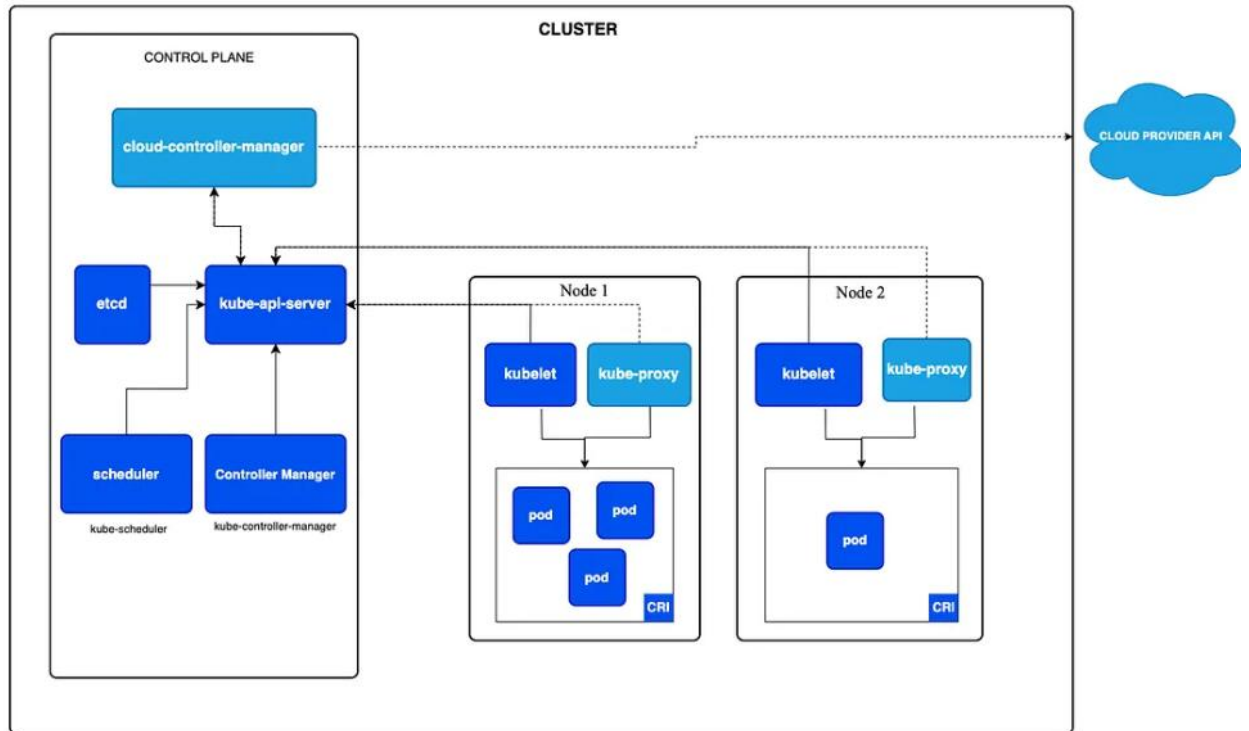 CLUSTER
CONTROL PLANE
cloud-controller-manager
CLOUD PROVIDER API
etcd
kube-api-server
scheduler
kube-scheduler
Controller Manager
kube-controller-manager
Node 1
kubelet
kube-proxy
pod
pod
pod
CRI
Node 2
kubelet
kube-proxy
pod
CRI